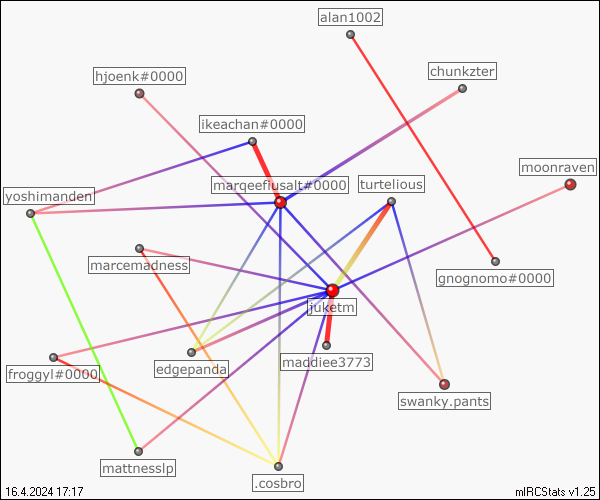 alan1002
chunkzter
hjoenk#0000
ikeachan#0000
moonraven
marqeeflusalt#0000
turtelious
yoshimanden
marcemadness
gnognomo#0000
juketm
maddiee3773
edgepanda
froggyl#0000
swanky.pants
mattnesslp
.cosbro
16.4.2024 17:17
mIRCStats v1.25